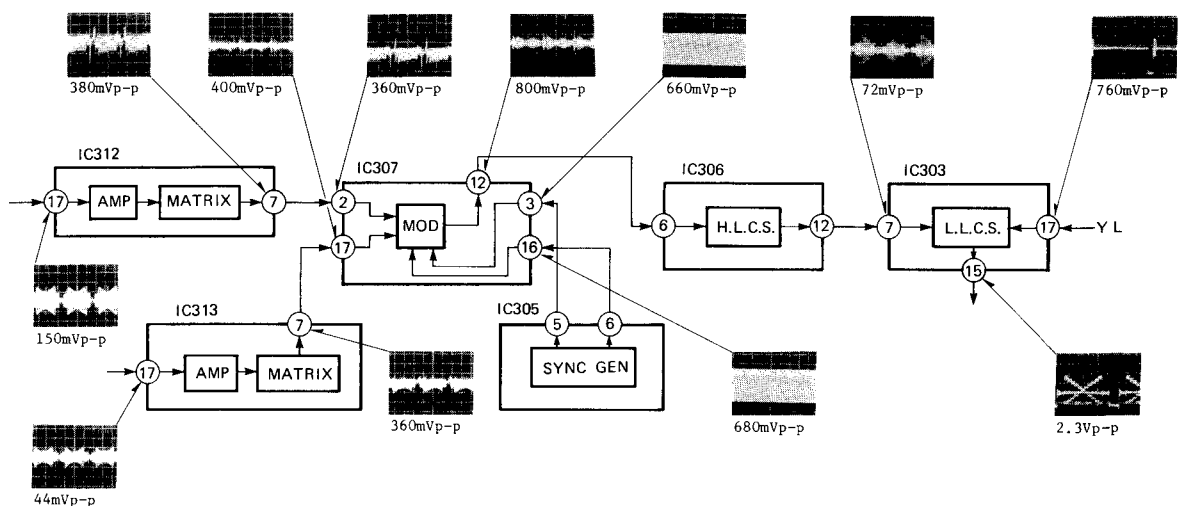 380mVp-p
400mVp-p
360mVp-p
800mVp-p
660mVp-p
72mVp-p
760mVp-p
IC312
17
AMP
MATRIX
7
IC307
2
17
MOD
12
3
16
IC306
6
H.L.C.S.
12
IC303
7
L.L.C.S.
17
YL
15
150mVp-p
IC313
7
17
AMP
MATRIX
IC305
5
6
SYNC GEN
360mVp-p
680mVp-p
2.3Vp-p
44mVp-p